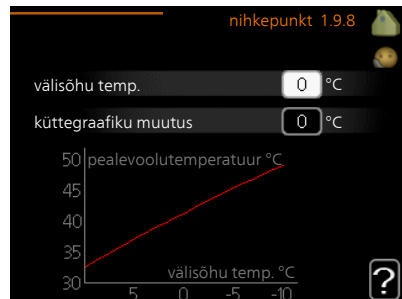 nihkepunkt 1.9.8
välisõhu temp. 0 °C
küttegraafiku muutus 0 °C
50 pealevoolutemperatuur °C
45
40
35
30
välisõhu temp. °C
5 0 -5 -10
?